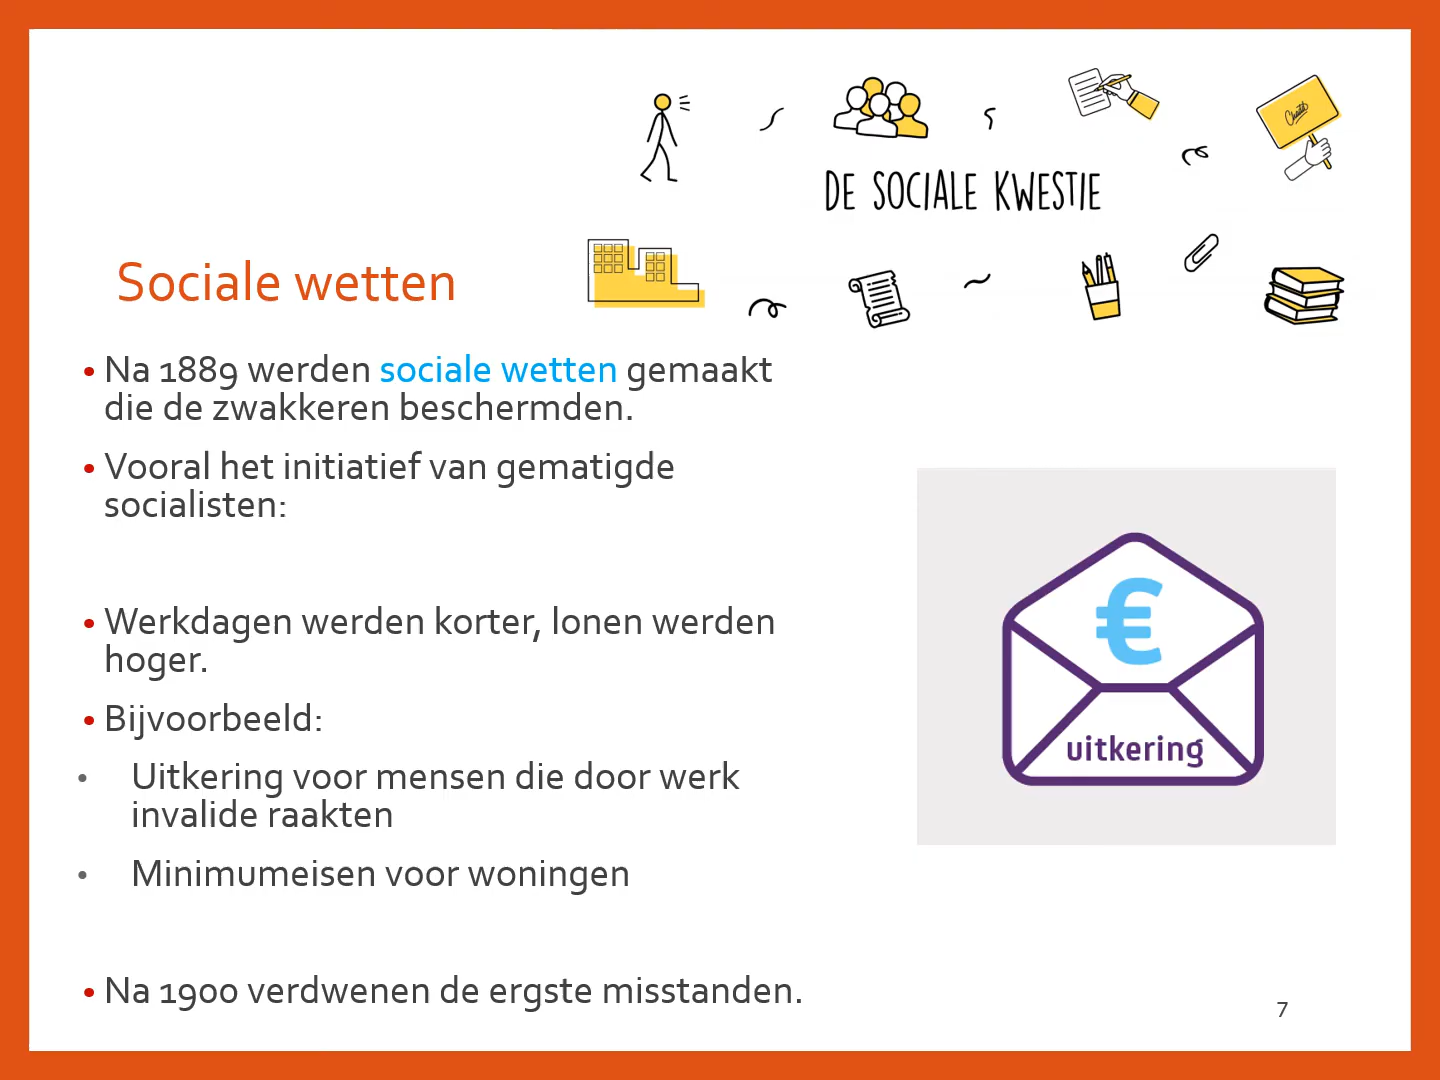 DE SOCIALE KWESTIE
Sociale wetten
• Na 1889 werden sociale wetten gemaakt
die de zwakkeren beschermden.
• Vooral het initiatief van gematigde
socialisten:
• Werkdagen werden korter, lonen werden
hoger.
• Bijvoorbeeld:
• Uitkering voor mensen die door werk
invalide raakten
• Minimumeisen voor woningen
• Na 1900 verdwenen de ergste misstanden.
€
uitkering
7